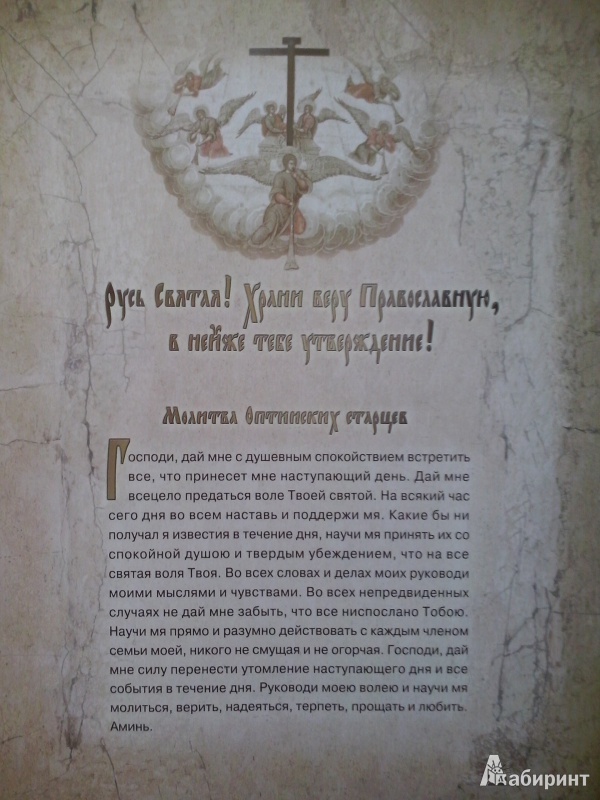 Русь Святая! Храни веру Православную,
в нейже тебе утверждение!
Молитва Оптинских старцев
Господи, дай мне с душевным спокойствием встретить
все, что принесет мне наступающий день. Дай мне
всецело предаться воле Твоей святой. На всякий час
сего дня во всем наставь и поддержи мя. Какие бы ни
получал я известия в течение дня, научи мя принять их со
спокойной душою и твердым убеждением, что на все
святая воля Твоя. Во всех словах и делах моих руководи
моими мыслями и чувствами. Во всех непредвиденных
случаях не дай мне забыть, что все ниспослано Тобою.
Научи мя прямо и разумно действовать с каждым членом
семьи моей, никого не смущая и не огорчая. Господи, дай
мне силу перенести утомление наступающего дня и все
события в течение дня. Руководи моею волею и научи мя
молиться, верить, надеяться, терпеть, прощать и любить.
Аминь.
Лабиринт